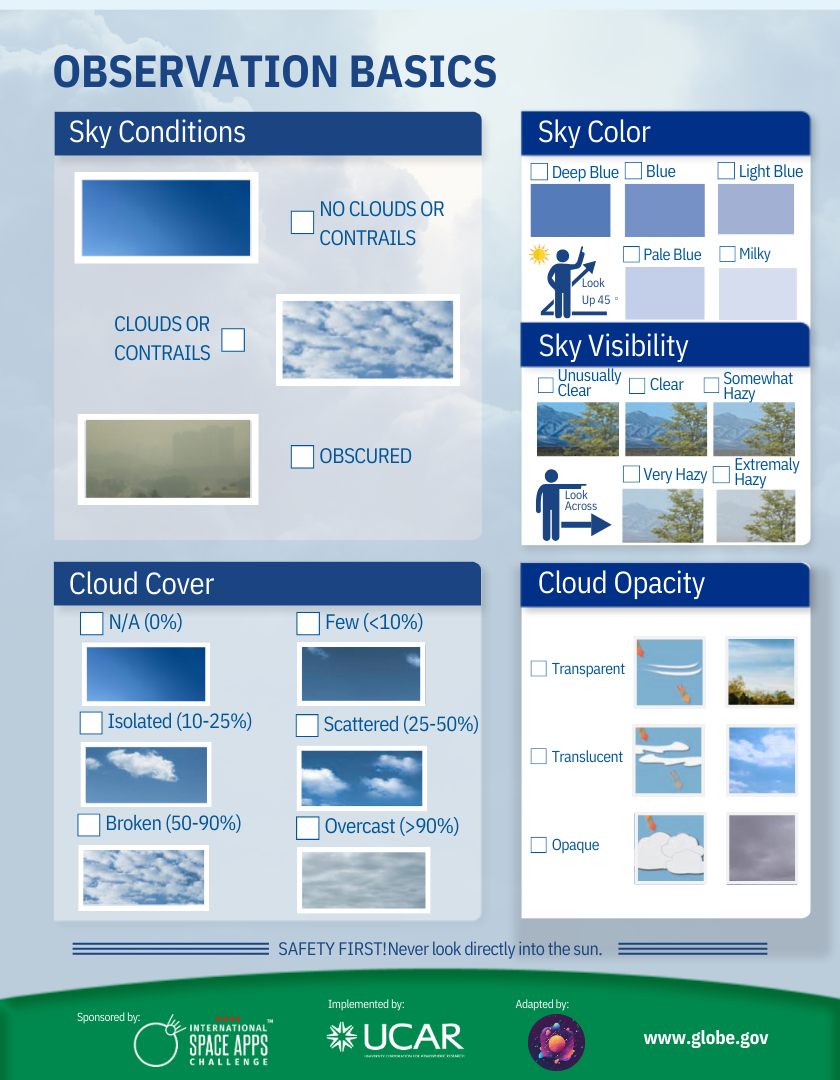 OBSERVATION BASICS
Sky Conditions
NO CLOUDS OR
CONTRAILS
CLOUDS OR
CONTRAILS
OBSCURED
Sky Color
Deep Blue
Blue
Light Blue
Look
Up 45 °
Pale Blue
Milky
Sky Visibility
Unusually
Clear
Clear
Somewhat
Hazy
Look
Across
Very Hazy
Extremaly
Hazy
Cloud Cover
N/A (0%)
Few (<10%)
Isolated (10-25%)
Scattered (25-50%)
Broken (50-90%)
Overcast (>90%)
Cloud Opacity
Transparent
Translucent
Opaque
SAFETY FIRST!Never look directly into the sun.
Sponsored by:
NASA
INTERNATIONAL
SPACE APPS
CHALLENGE
TM
Implemented by:
UCAR
UNIVERSITY CORPORATION FOR ATMOSPHERIC RESEARCH
Adapted by:
www.globe.gov